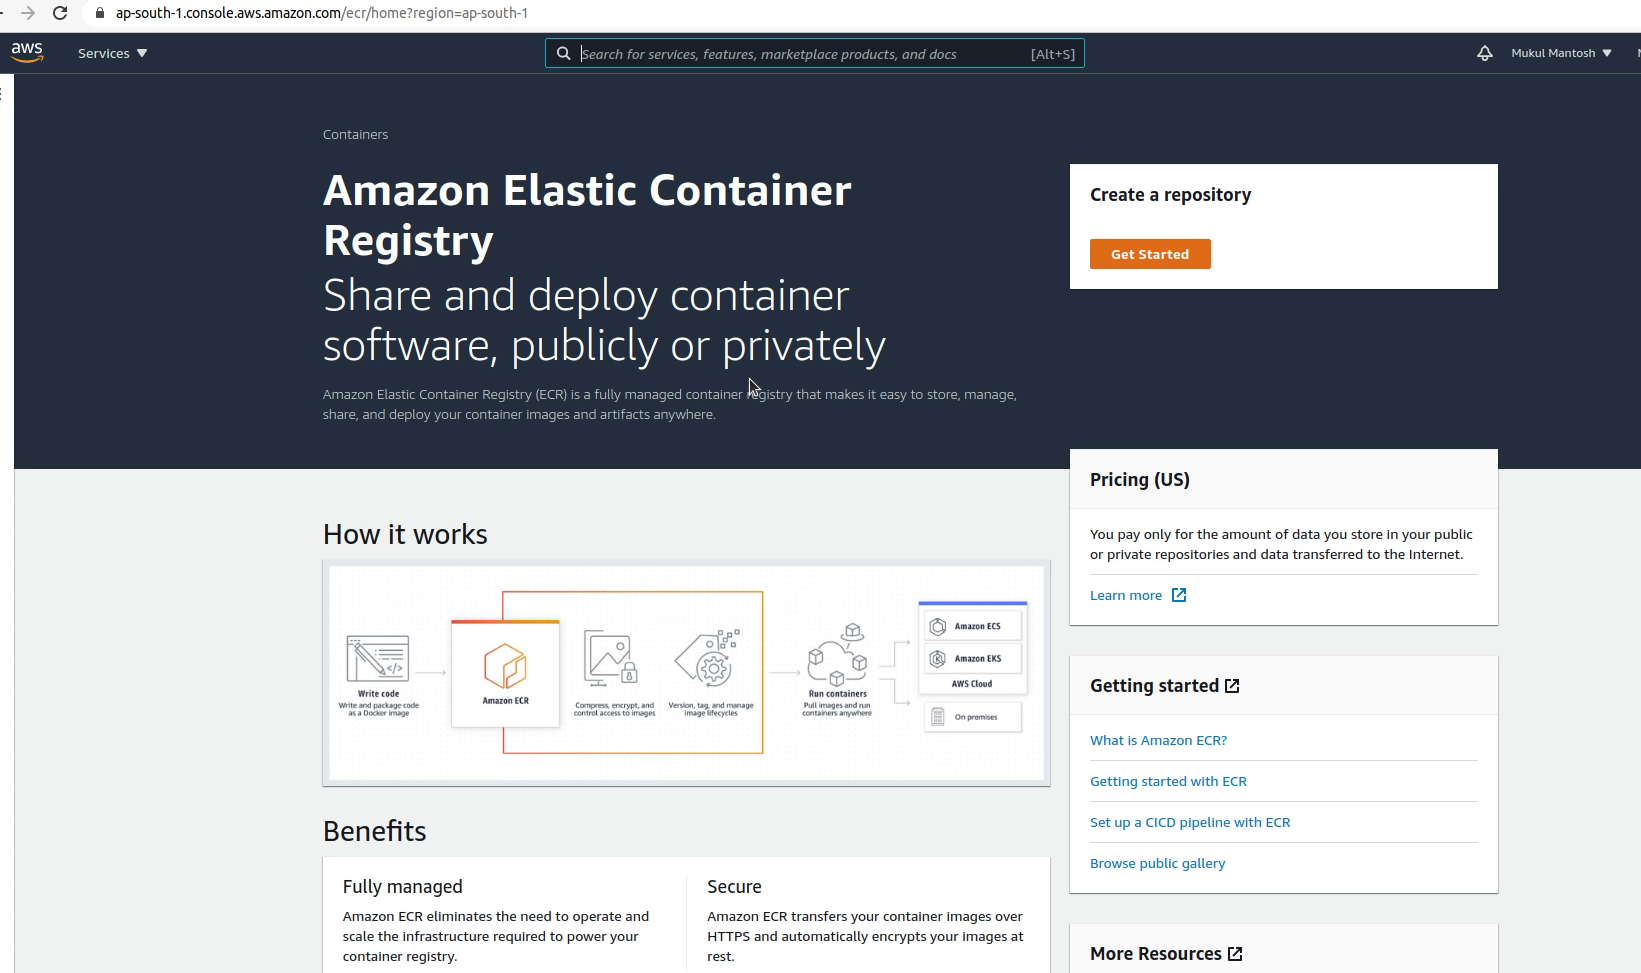 ap-south-1.console.aws.amazon.com/ecr/home?region=ap-south-1
aws
Services ▼
Search for services, features, marketplace products, and docs
[Alt+S]
Mukul Mantosh ▼
Containers
Amazon Elastic Container
Registry
Share and deploy container
software, publicly or privately
Amazon Elastic Container Registry (ECR) is a fully managed container registry that makes it easy to store, manage,
share, and deploy your container images and artifacts anywhere.
Create a repository
Get Started
Pricing (US)
You pay only for the amount of data you store in your public
or private repositories and data transferred to the Internet.
Learn more
How it works
Write code
Write and package code
as a Docker image
Amazon ECR
Compress, encrypt, and
control access to images
Version, tag, and manage
image lifecycles
Run containers
Pull images and run
containers anywhere
Amazon ECS
Amazon EKS
AWS Cloud
On premises
Getting started
What is Amazon ECR?
Getting started with ECR
Set up a CICD pipeline with ECR
Browse public gallery
Benefits
Fully managed
Amazon ECR eliminates the need to operate and
scale the infrastructure required to power your
container registry.
Secure
Amazon ECR transfers your container images over
HTTPS and automatically encrypts your images at
rest.
More Resources